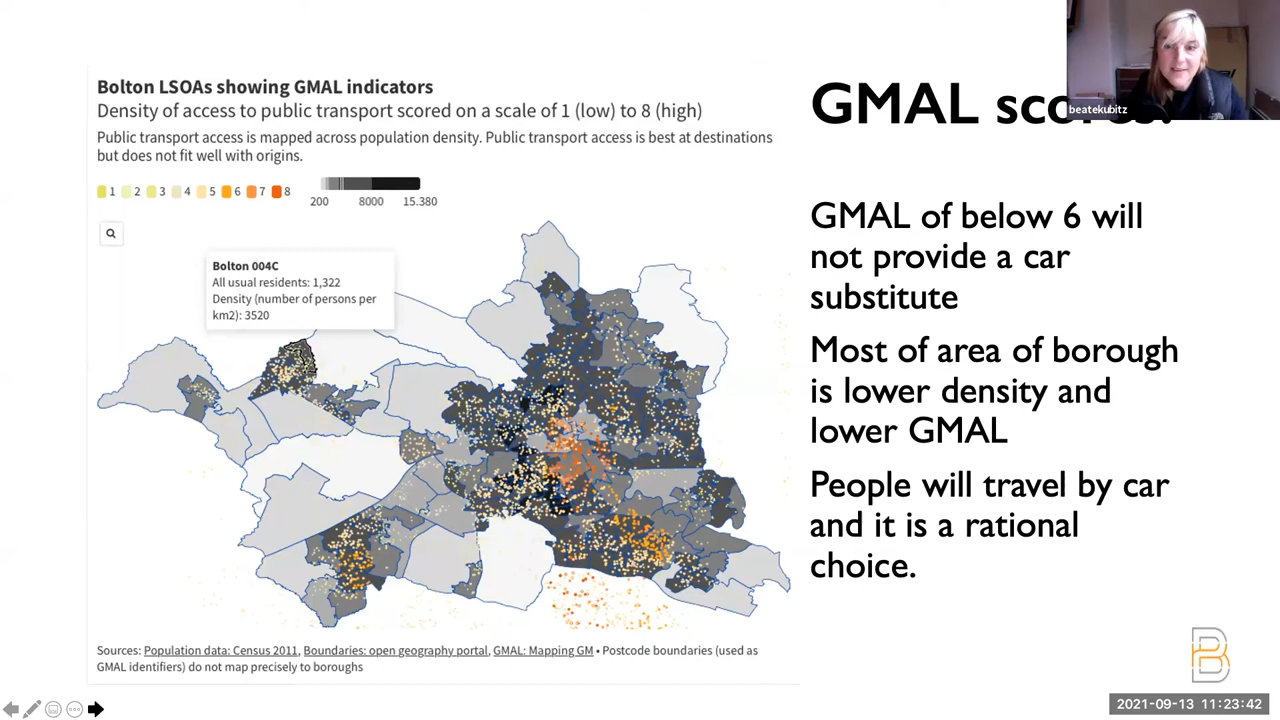 Bolton LSOAs showing GMAL indicators
Density of access to public transport scored on a scale of 1 (low) to 8 (high)
Public transport access is mapped across population density. Public transport access is best at destinations
but does not fit well with origins.
1 2 3 4 5 6 7 8
200 8000 15.380
Bolton 004C
All usual residents: 1,322
Density (number of persons per
km2): 3520
Sources: Population data: Census 2011, Boundaries: open geography portal, GMAL: Mapping GM • Postcode boundaries (used as
GMAL identifiers) do not map precisely to boroughs
GMAL
beatekubitz
GMAL of below 6 will
not provide a car
substitute
Most of area of borough
is lower density and
lower GMAL
People will travel by car
and it is a rational
choice.
B
2021-09-13 11:23:42